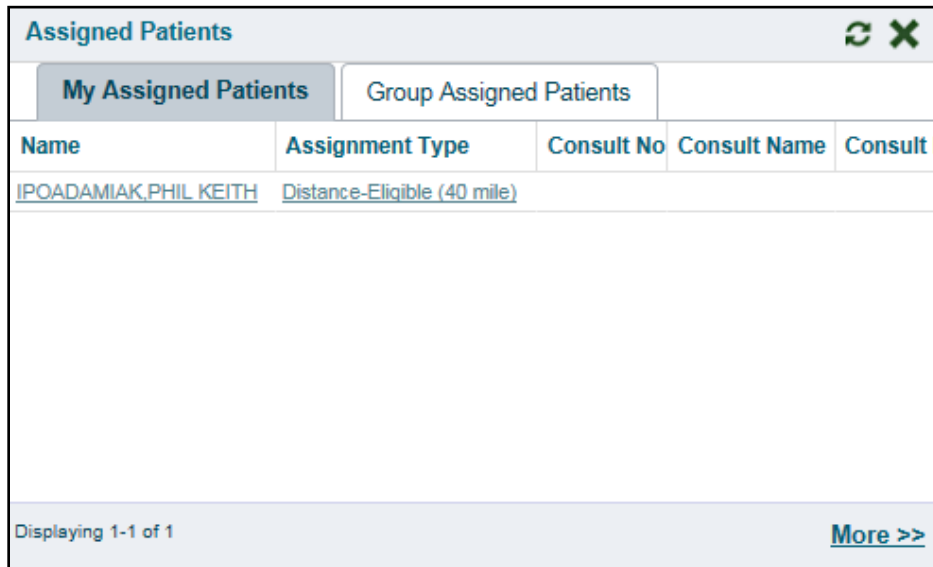 Assigned Patients
My Assigned Patients Group Assigned Patients
Name Assignment Type Consult No Consult Name Consult
IPOADAMIAK,PHIL KEITH Distance-Eligible (40 mile)
Displaying 1-1 of 1 More >>